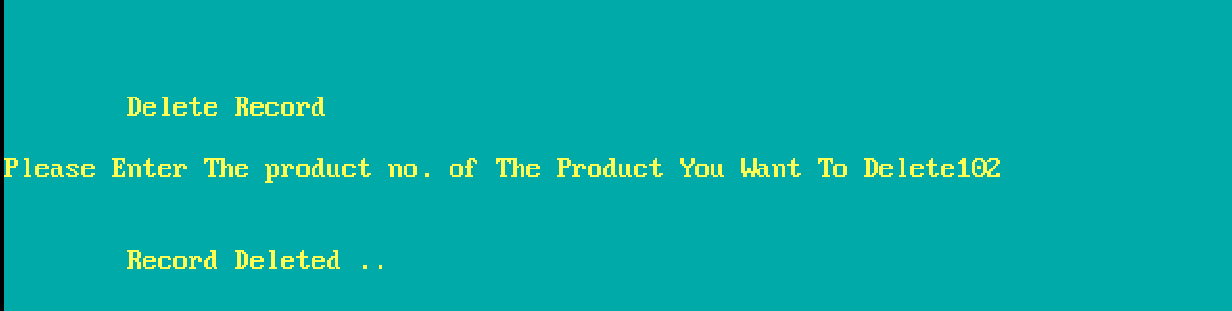 Delete Record
Please Enter The product no. of The Product You Want To Delete102
Record Deleted ..